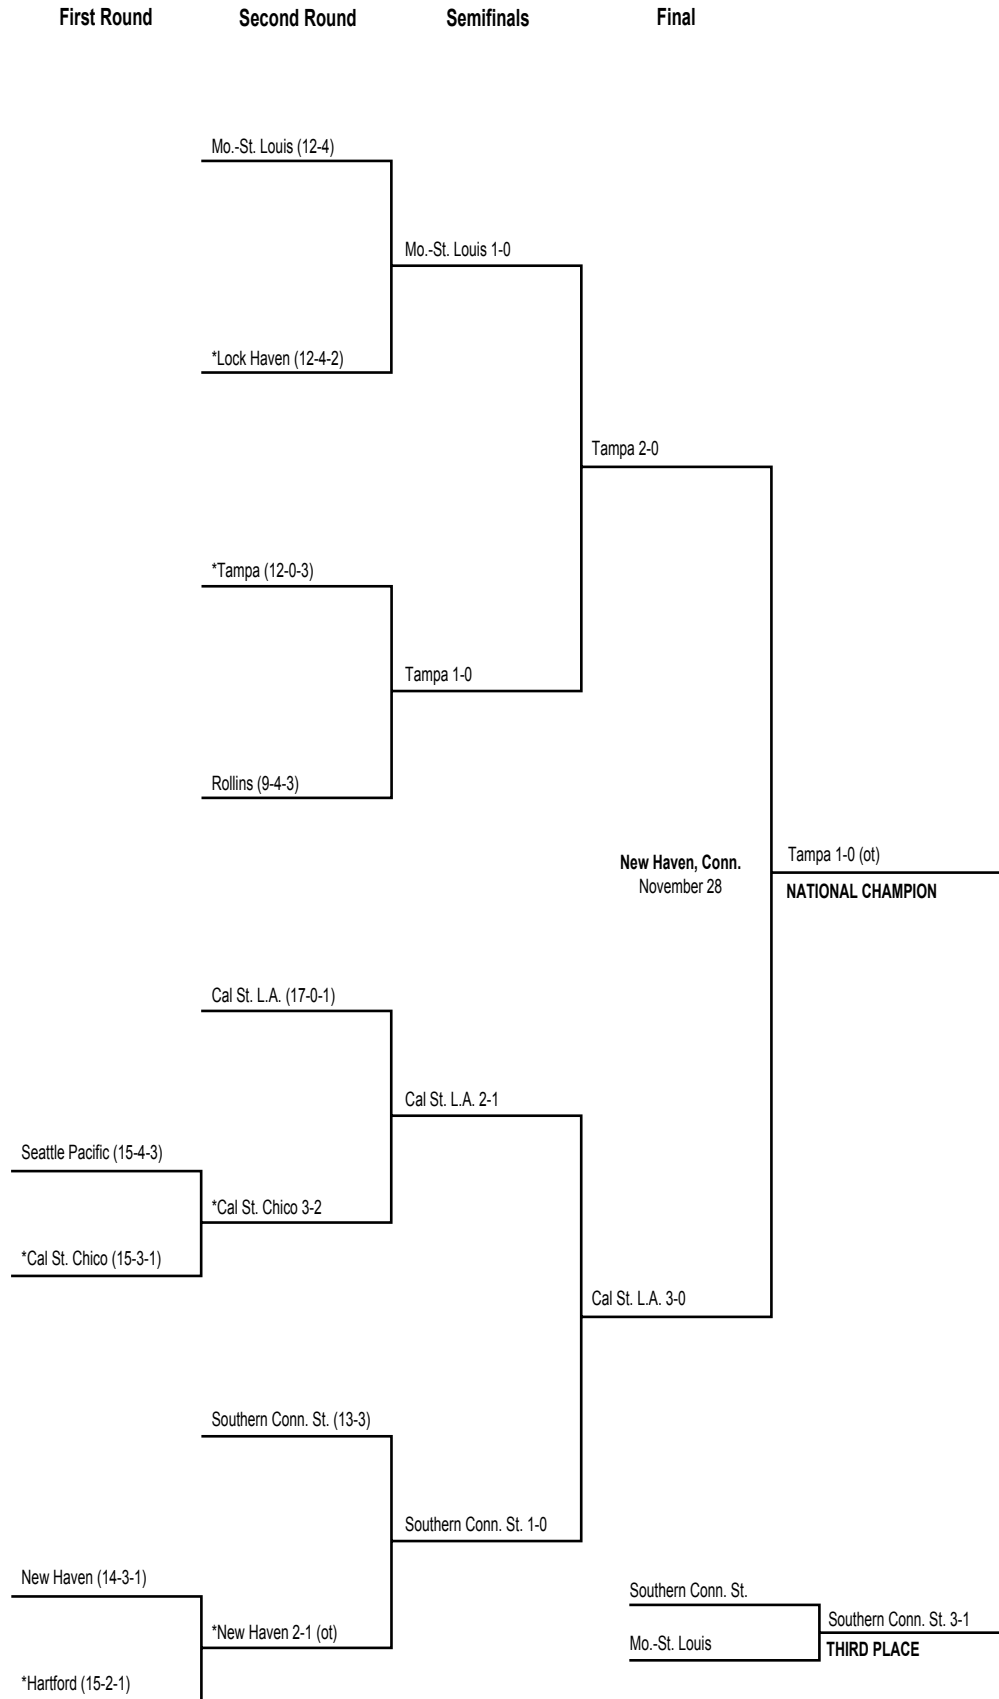 First Round Second Round Semifinals Final
Mo.-St. Louis (12-4)
Mo.-St. Louis 1-0
*Lock Haven (12-4-2)
Tampa 2-0
*Tampa (12-0-3)
Tampa 1-0
Rollins (9-4-3)
New Haven, Conn.
November 28
Tampa 1-0 (ot)
NATIONAL CHAMPION
Cal St. L.A. (17-0-1)
Cal St. L.A. 2-1
Seattle Pacific (15-4-3)
*Cal St. Chico 3-2
*Cal St. Chico (15-3-1)
Cal St. L.A. 3-0
Southern Conn. St. (13-3)
Southern Conn. St. 1-0
New Haven (14-3-1)
*New Haven 2-1 (ot)
*Hartford (15-2-1)
Southern Conn. St.
Southern Conn. St. 3-1
Mo.-St. Louis
THIRD PLACE